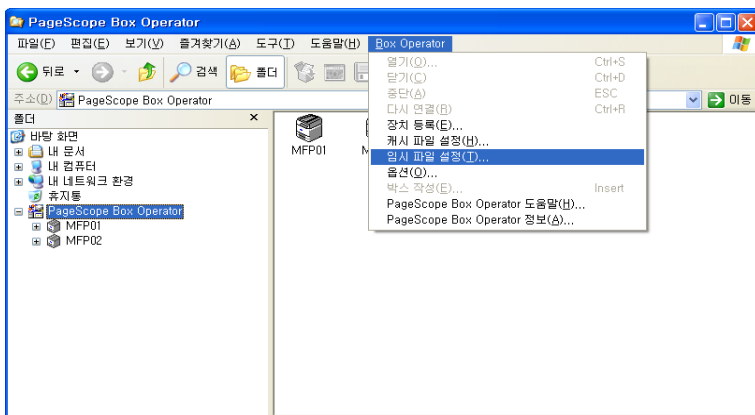 PageScope Box Operator
파일(F) 편집(E) 보기(V) 즐겨찾기(A) 도구(T) 도움말(H) Box Operator
뒤로 검색 폴더
주소(D) PageScope Box Operator 이동
폴더
바탕 화면
내 문서
내 컴퓨터
내 네트워크 환경
휴지통
PageScope Box Operator
MFP01
MFP02
MFP01
열기(O)... Ctrl+S
닫기(C) Ctrl+D
중단(A) ESC
다시 연결(R) Ctrl+R
장치 등록(E)...
캐시 파일 설정(H)...
임시 파일 설정(T)...
옵션(O)...
박스 작성(E)... Insert
PageScope Box Operator 도움말(H)...
PageScope Box Operator 정보(A)...